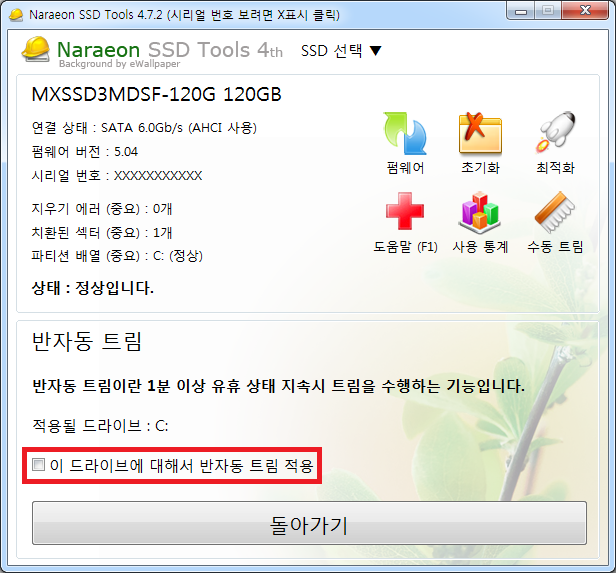 Naraeon SSD Tools 4.7.2 (시리얼 번호 보려면 X표시 클릭)
Naraeon SSD Tools 4th SSD 선택 ▼
Background by eWallpaper
MXSSD3MDSF-120G 120GB
연결 상태 : SATA 6.0Gb/s (AHCI 사용)
펌웨어 버전 : 5.04
시리얼 번호 : XXXXXXXXXXX
지우기 에러 (중요) : 0개
치환된 섹터 (중요) : 1개
파티션 배열 (중요) : C: (정상)
상태 : 정상입니다.
펌웨어 초기화 최적화
도움말 (F1) 사용 통계 수동 트림
반자동 트림
반자동 트림이란 1분 이상 유휴 상태 지속시 트림을 수행하는 기능입니다.
적용될 드라이브 : C:
이 드라이브에 대해서 반자동 트림 적용
돌아가기